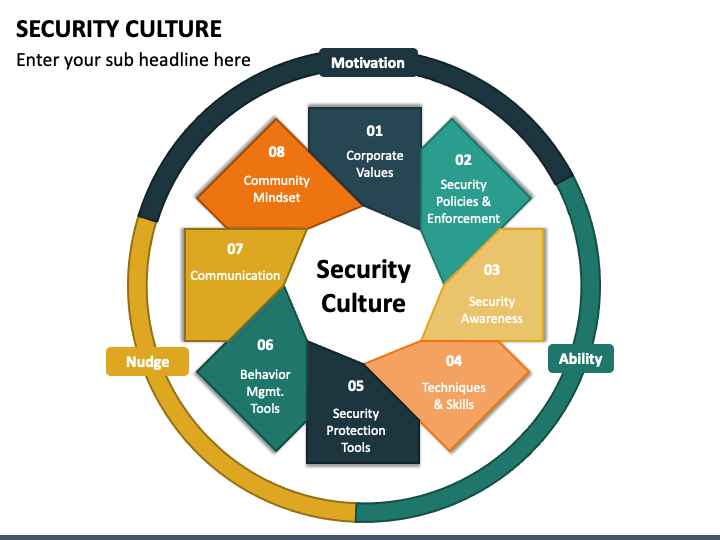 SECURITY CULTURE
Enter your sub headline here
Motivation
01
Corporate
Values
02
Security
Policies &
Enforcement
03
Security
Awareness
04
Techniques
& Skills
05
Security
Protection
Tools
06
Behavior
Mgmt.
Tools
07
Communication
08
Community
Mindset
Security
Culture
Ability
Nudge